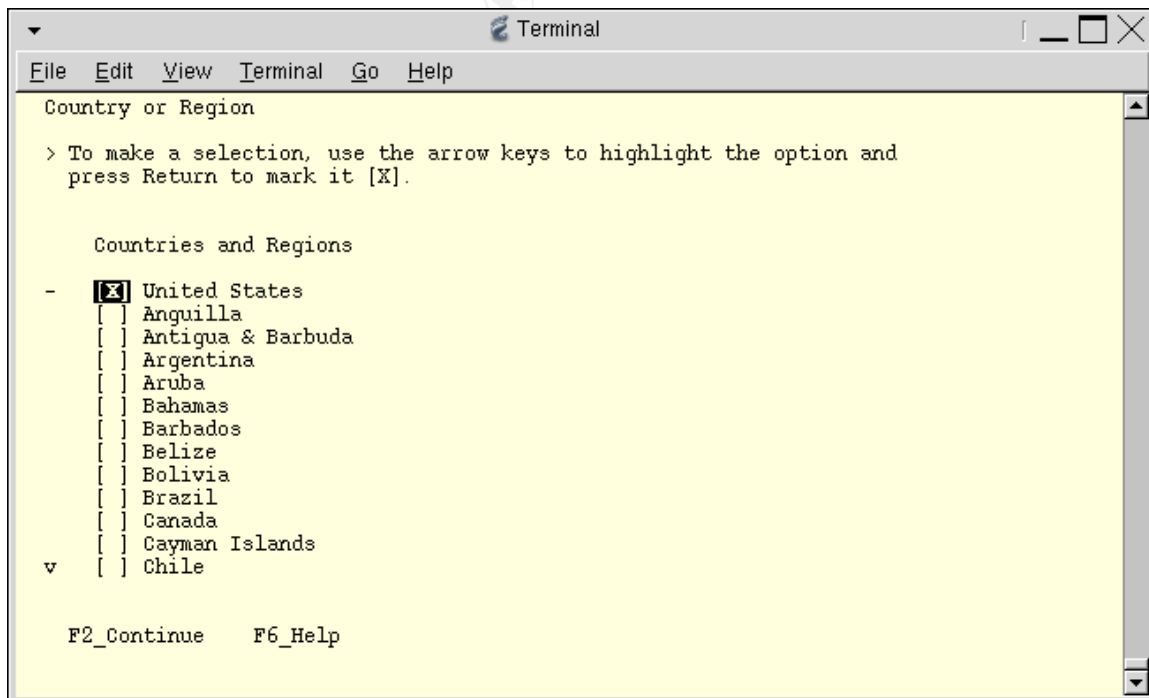 Terminal
File Edit View Terminal Go Help
Country or Region
> To make a selection, use the arrow keys to highlight the option and
press Return to mark it [X].
Countries and Regions
- [X] United States
[ ] Anguilla
[ ] Antigua & Barbuda
[ ] Argentina
[ ] Aruba
[ ] Bahamas
[ ] Barbados
[ ] Belize
[ ] Bolivia
[ ] Brazil
[ ] Canada
[ ] Cayman Islands
v [ ] Chile
F2_Continue F6_Help